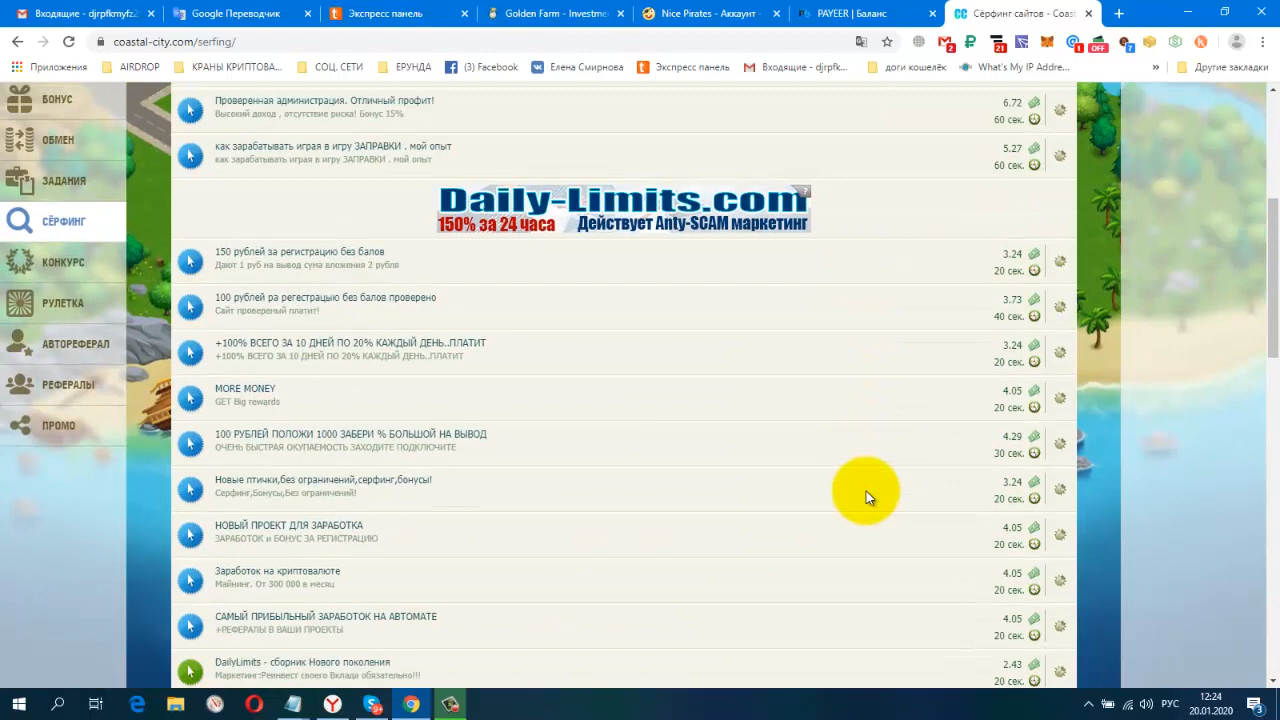 Входящие - djrpfkmyfz2
Google Переводчик
Экспресс панель
Golden Farm - Investme
Nice Pirates - Аккаунт -
PAYEER | Баланс
Сёрфинг сайтов - Coast
coastal-city.com/serfing/
2
21
1
OFF
7
Приложения
AIRDROP
КРАНЫ КРИПТОВА...
СОЦ. СЕТИ
ЕРУНДА
(3) Facebook
Елена Смирнова
Экспресс панель
Входящие - djrpfk...
доги кошелёк
What's My IP Addre...
»
Другие закладки
БОНУС
ОБМЕН
ЗАДАНИЯ
СЁРФИНГ
КОНКУРС
РУЛЕТКА
АВТОРЕФЕРАЛ
РЕФЕРАЛЫ
ПРОМО
Проверенная администрация. Отличный профит!
Высокий доход , отсутствие риска! Бонус 15%
6.72
60 сек.
как зарабатывать играя в игру ЗАПРАВКИ . мой опыт
как зарабатывать играя в игру ЗАПРАВКИ . мой опыт
5.27
60 сек.
Daily-Limits.com
?
150% за 24 часа
Действует Anty-SCAM маркетинг
150 рублей за регистрацию без балов
Дают 1 руб на вывод сума вложения 2 рубля
3.24
20 сек.
100 рублей ра регестрацыю без балов проверено
Сайт провереный платит!
3.73
40 сек.
+100% ВСЕГО ЗА 10 ДНЕЙ ПО 20% КАЖДЫЙ ДЕНЬ..ПЛАТИТ
+100% ВСЕГО ЗА 10 ДНЕЙ ПО 20% КАЖДЫЙ ДЕНЬ..ПЛАТИТ
3.24
20 сек.
MORE MONEY
GET Big rewards
4.05
20 сек.
100 РУБЛЕЙ ПОЛОЖИ 1000 ЗАБЕРИ % БОЛЬШОЙ НА ВЫВОД
ОЧЕНЬ БЫСТРАЯ ОКУПАЕМОСТЬ ЗАХОДИТЕ ПОДКЛЮЧИТЕ
4.29
30 сек.
Новые птички,без ограничений,серфинг,бонусы!
Серфинг,Бонусы,Без ограничений!
3.24
20 сек.
НОВЫЙ ПРОЕКТ ДЛЯ ЗАРАБОТКА
ЗАРАБОТОК и БОНУС ЗА РЕГИСТРАЦИЮ
4.05
20 сек.
Заработок на криптовалюте
Майнинг. От 300 000 в месяц
4.05
20 сек.
САМЫЙ ПРИБЫЛЬНЫЙ ЗАРАБОТОК НА АВТОМАТЕ
+РЕФЕРАЛЫ В ВАШИ ПРОЕКТЫ
4.05
20 сек.
DailyLimits - сборник Нового поколения
Маркетинг:Реинвест своего Вклада обязательно!!!
2.43
20 сек.
РУС
12:24
20.01.2020
3